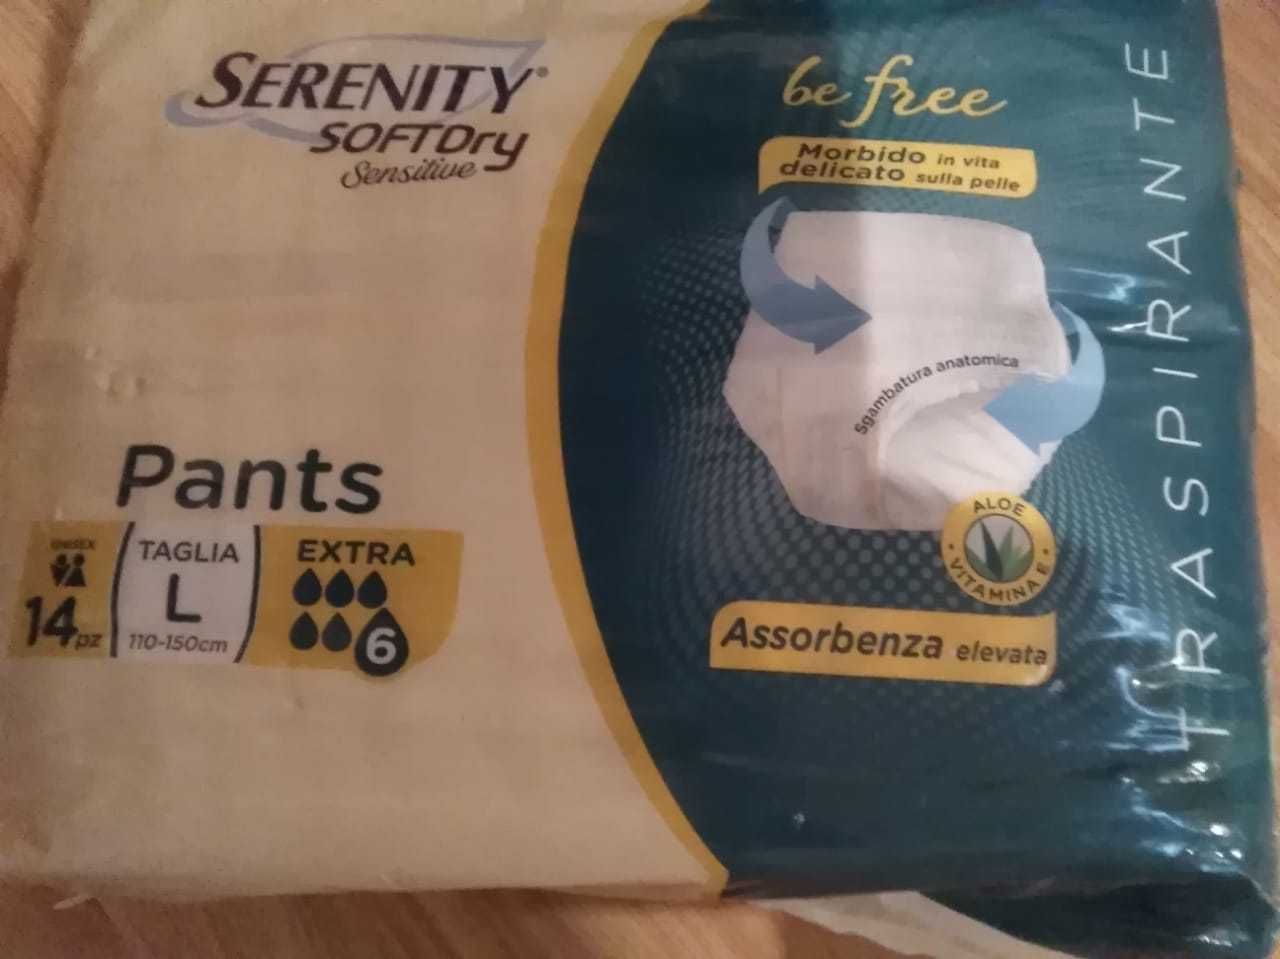 SERENITY®
SOFTDry
Sensitive
be free
Morbido in vita
delicato sulla pelle
Sgambatura anatomica
ALOE
VITAMINA E
Assorbenza elevata
TRASPIRANTE
Pants
UNISEX
14pz
TAGLIA
L
110-150cm
EXTRA
6